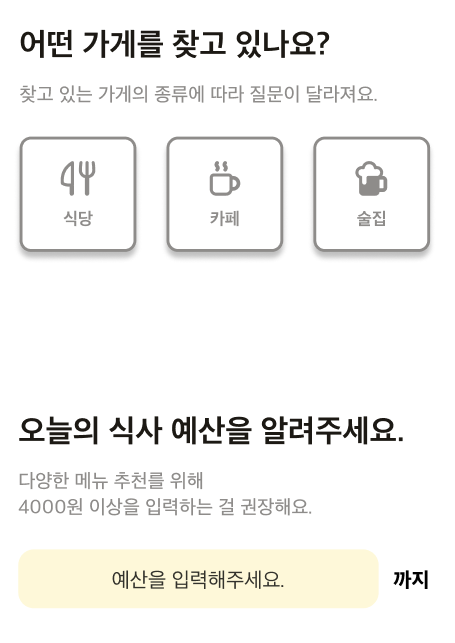 어떤 가게를 찾고 있나요?
찾고 있는 가게의 종류에 따라 질문이 달라져요.
식당 카페 술집
오늘의 식사 예산을 알려주세요.
다양한 메뉴 추천를 위해
4000원 이상을 입력하는 걸 권장해요.
예산을 입력해주세요. 까지